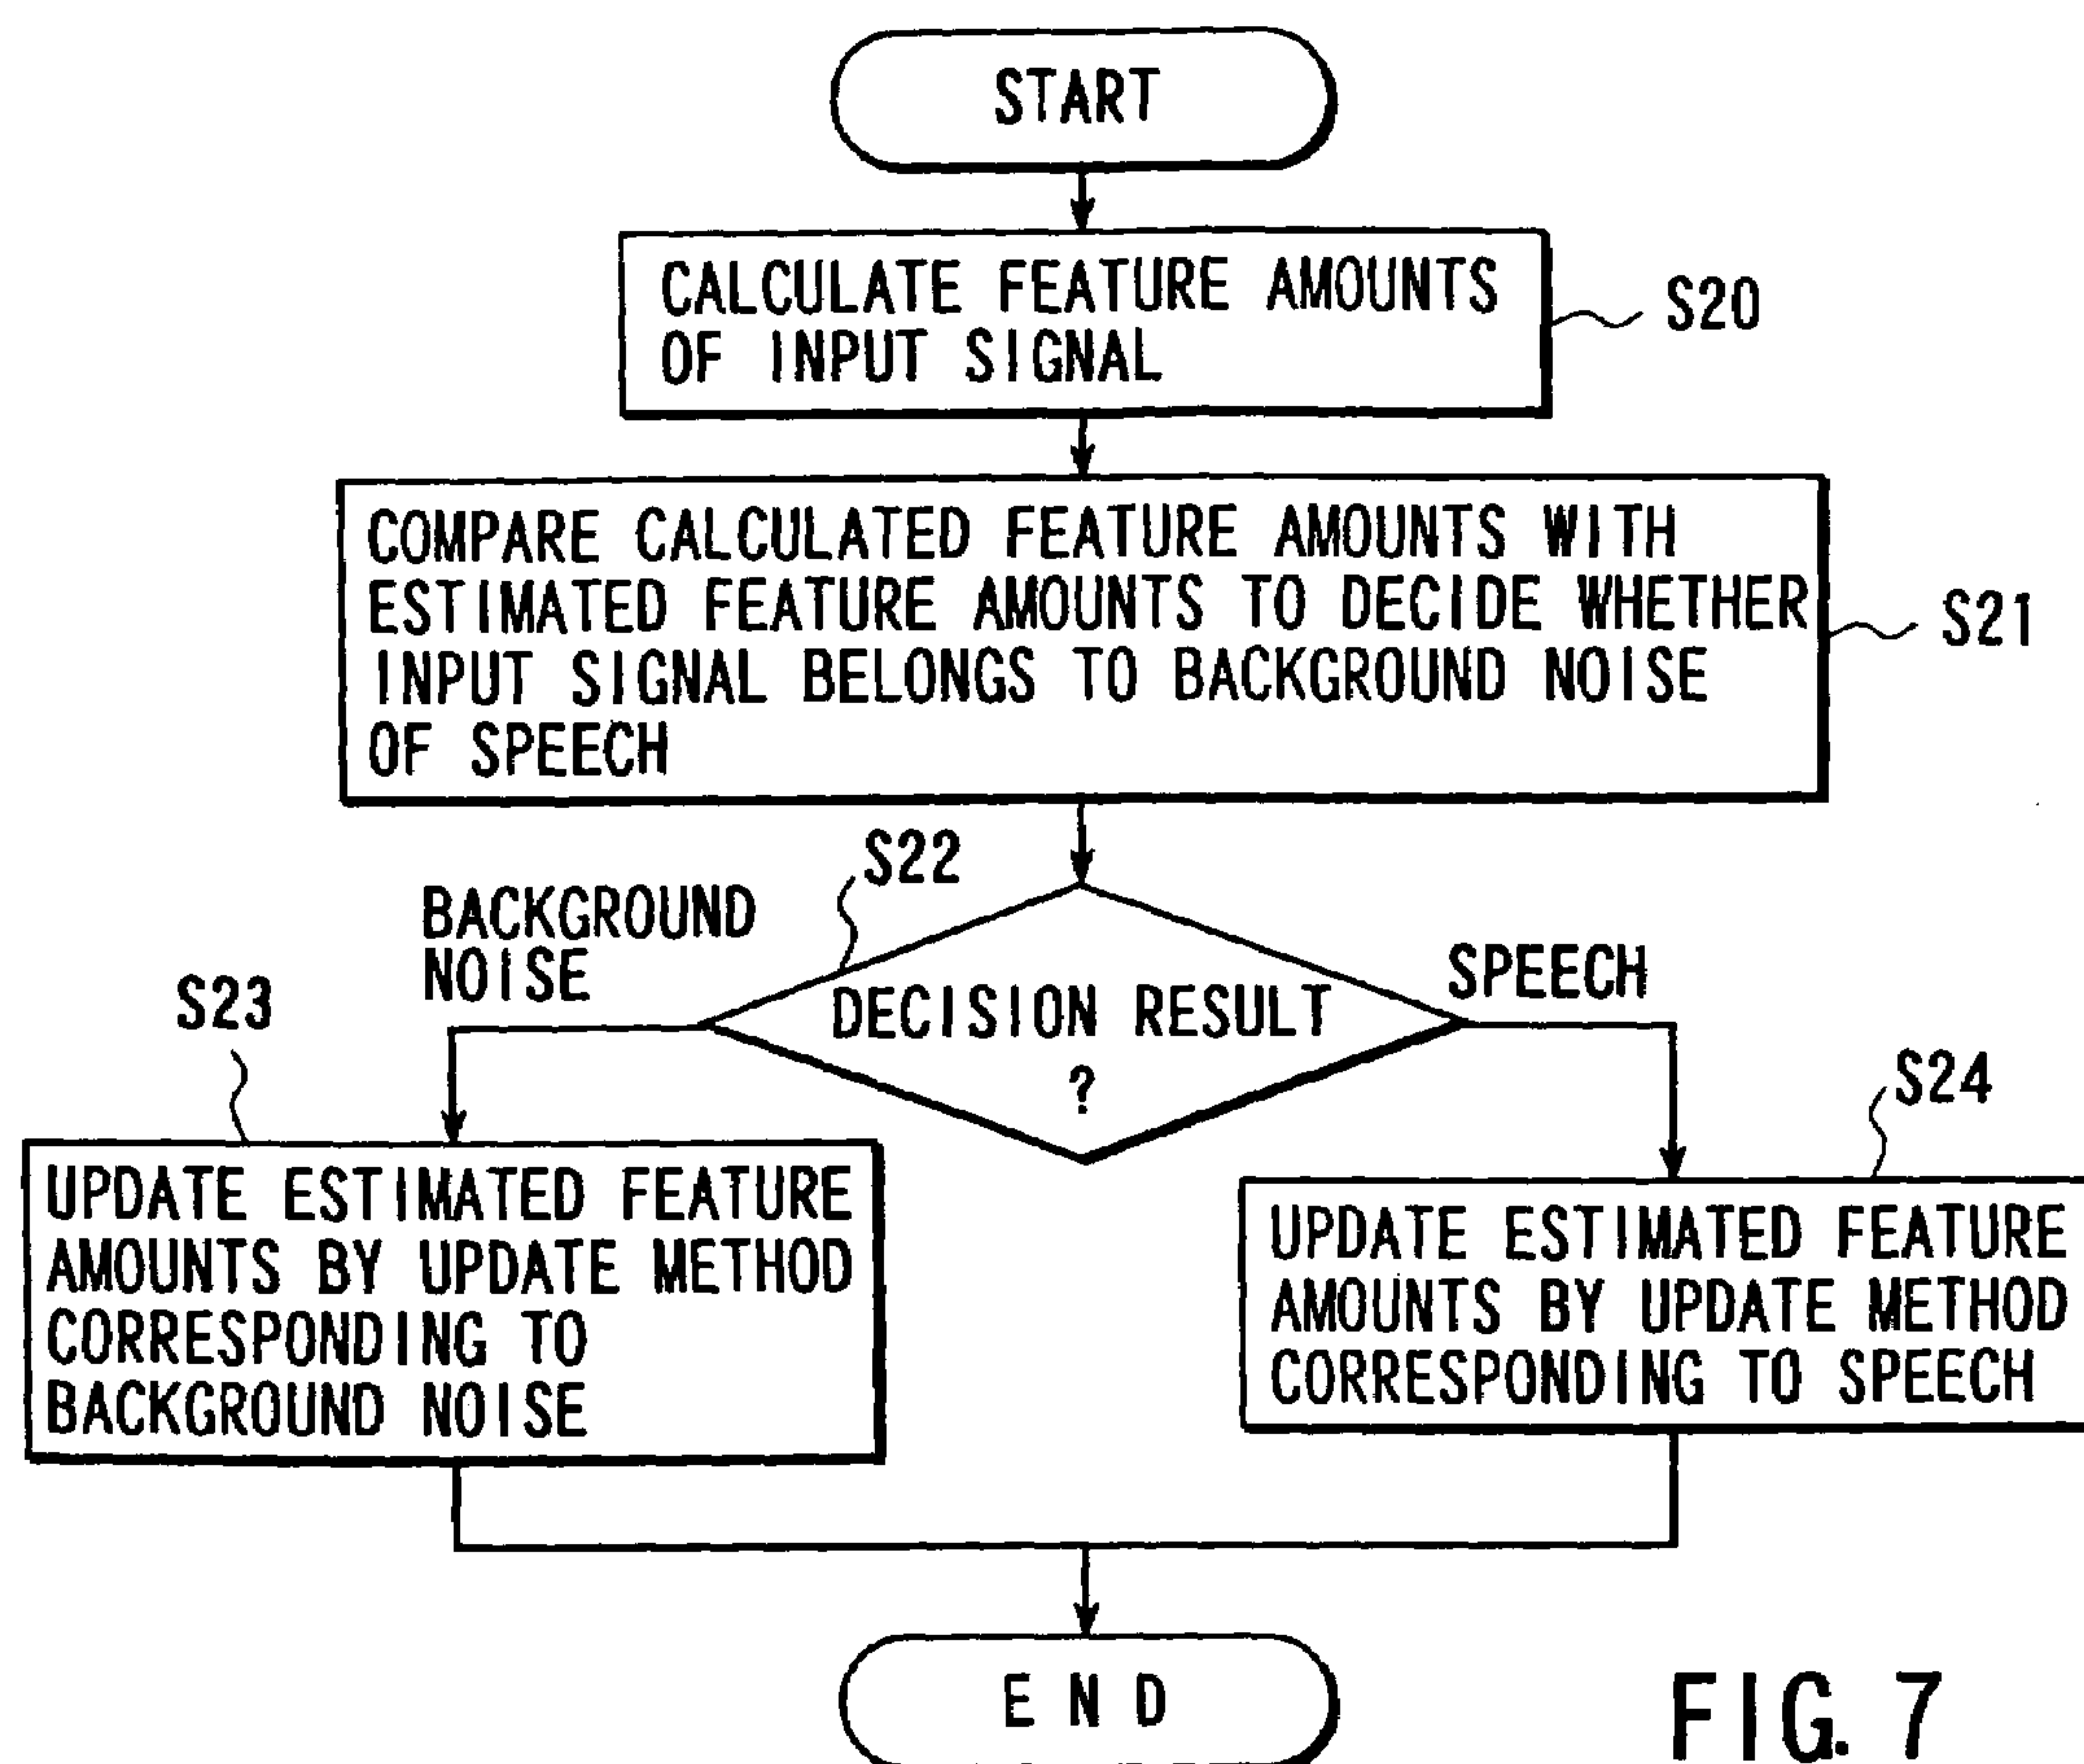 START
CALCULATE FEATURE AMOUNTS
OF INPUT SIGNAL
S20
COMPARE CALCULATED FEATURE AMOUNTS WITH
ESTIMATED FEATURE AMOUNTS TO DECIDE WHETHER
INPUT SIGNAL BELONGS TO BACKGROUND NOISE
OF SPEECH
S21
S22
BACKGROUND
NOISE
DECISION RESULT
?
SPEECH
S23
UPDATE ESTIMATED FEATURE
AMOUNTS BY UPDATE METHOD
CORRESPONDING TO
BACKGROUND NOISE
S24
UPDATE ESTIMATED FEATURE
AMOUNTS BY UPDATE METHOD
CORRESPONDING TO SPEECH
END
FIG. 7